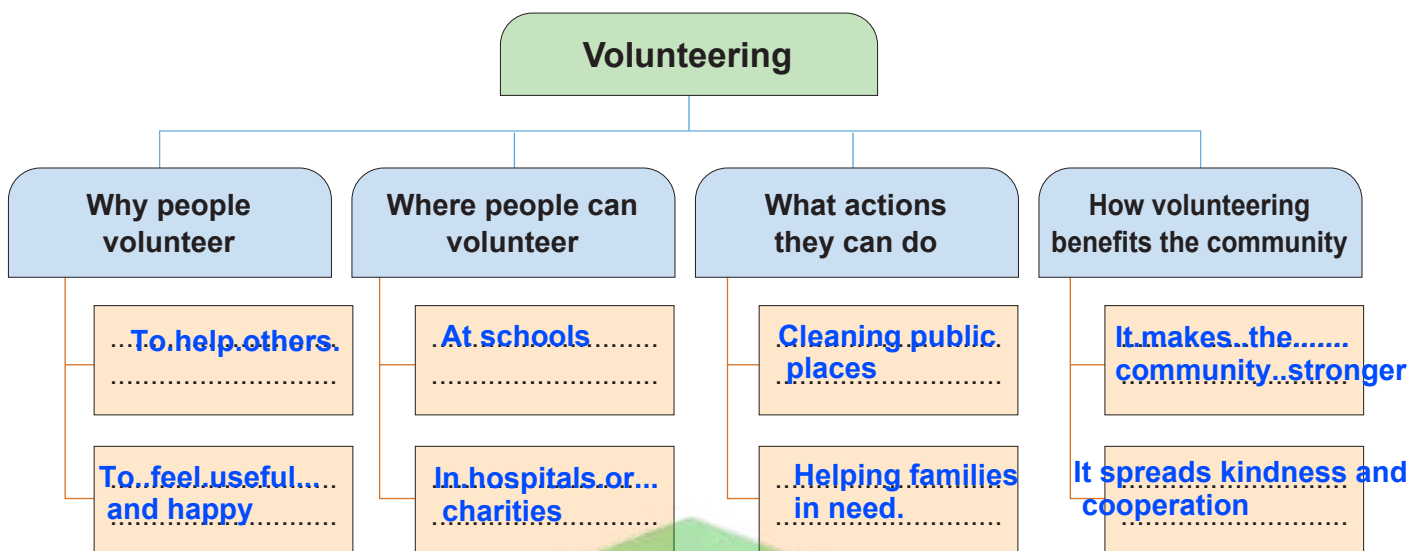 Volunteering
Why people
volunteer
Where people can
volunteer
What actions
they can do
How volunteering
benefits the community
To help others.
At schools
Cleaning public
places
It makes the
community stronger
To feel useful
and happy
In hospitals or
charities
Helping families
in need.
It spreads kindness and
cooperation